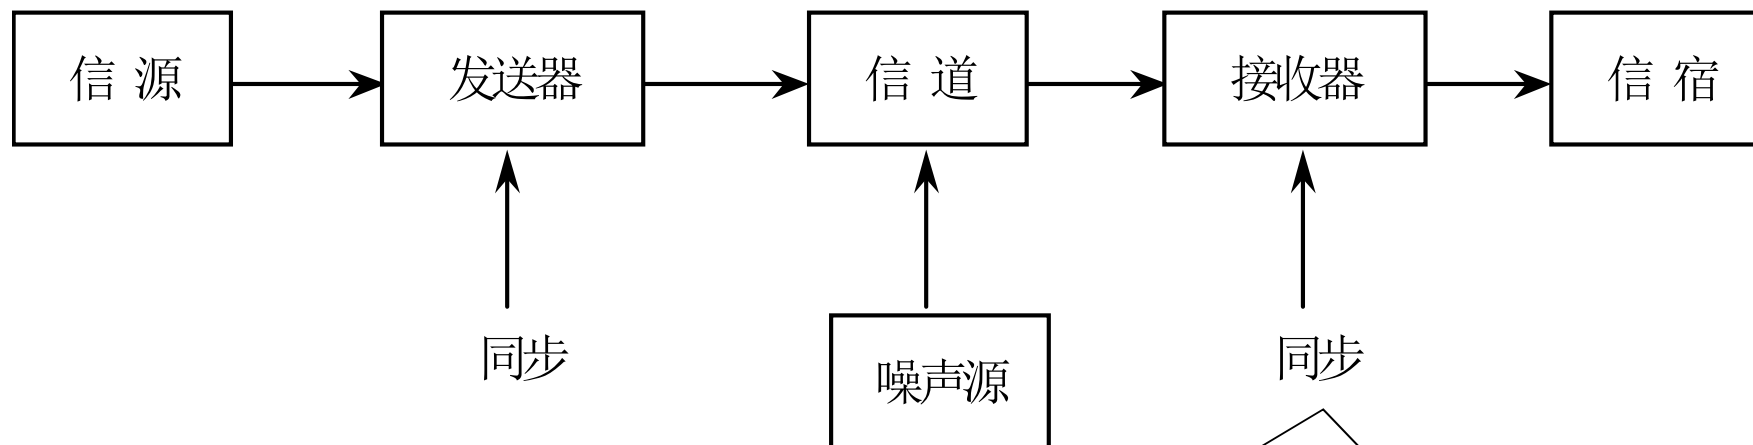 信 源 发送器 信 道 接收器 信 宿
同步 噪声源 同步